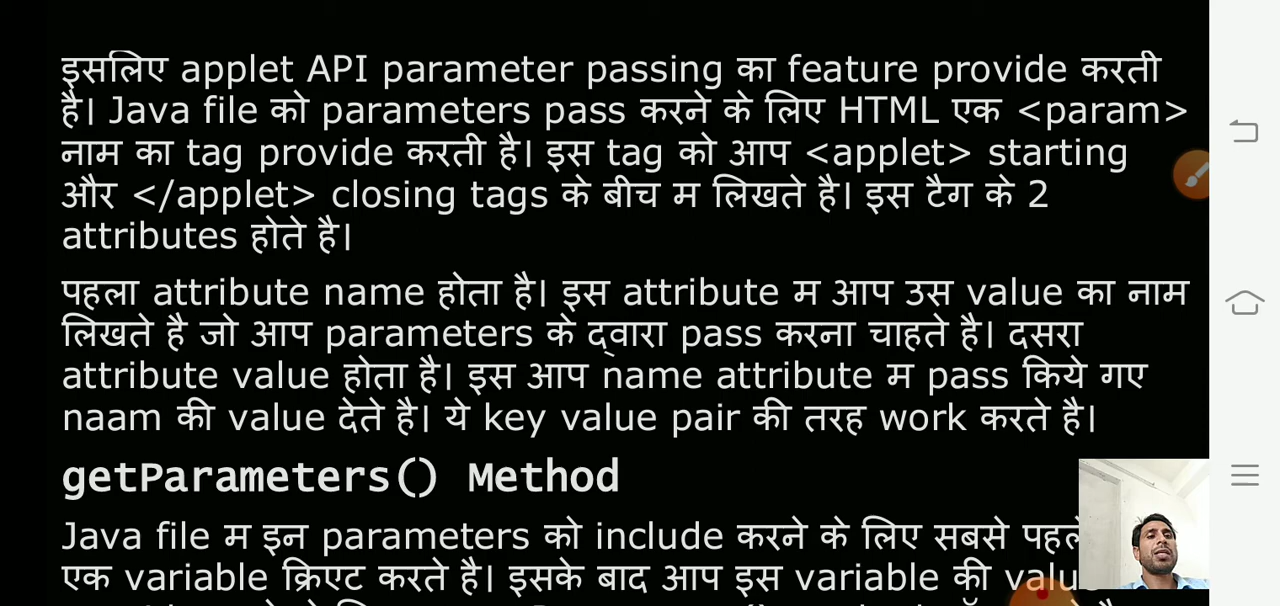 इसलिए applet API parameter passing का feature provide करती
है। Java file को parameters pass करने के लिए HTML एक <param>
नाम का tag provide करती है। इस tag को आप <applet> starting
और </applet> closing tags के बीच म लिखते है। इस टैग के 2
attributes होते है।
पहला attribute name होता है। इस attribute म आप उस value का नाम
लिखते है जो आप parameters के द्वारा pass करना चाहते है। दसरा
attribute value होता है। इस आप name attribute म pass किये गए
naam की value देते है। ये key value pair की तरह work करते है।
getParameters() Method
Java file म इन parameters को include करने के लिए सबसे पहले
एक variable क्रिएट करते है। इसके बाद आप इस variable की